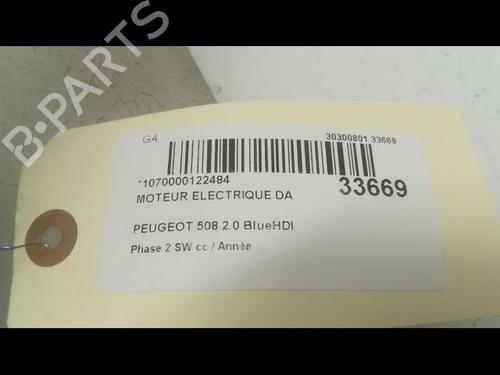 B-PARTS
GA
30300801 33669
*1070000122484
33669
MOTEUR ELECTRIQUE DA
PEUGEOT 508 2.0 BlueHDI
Phase 2 SW cc / Année